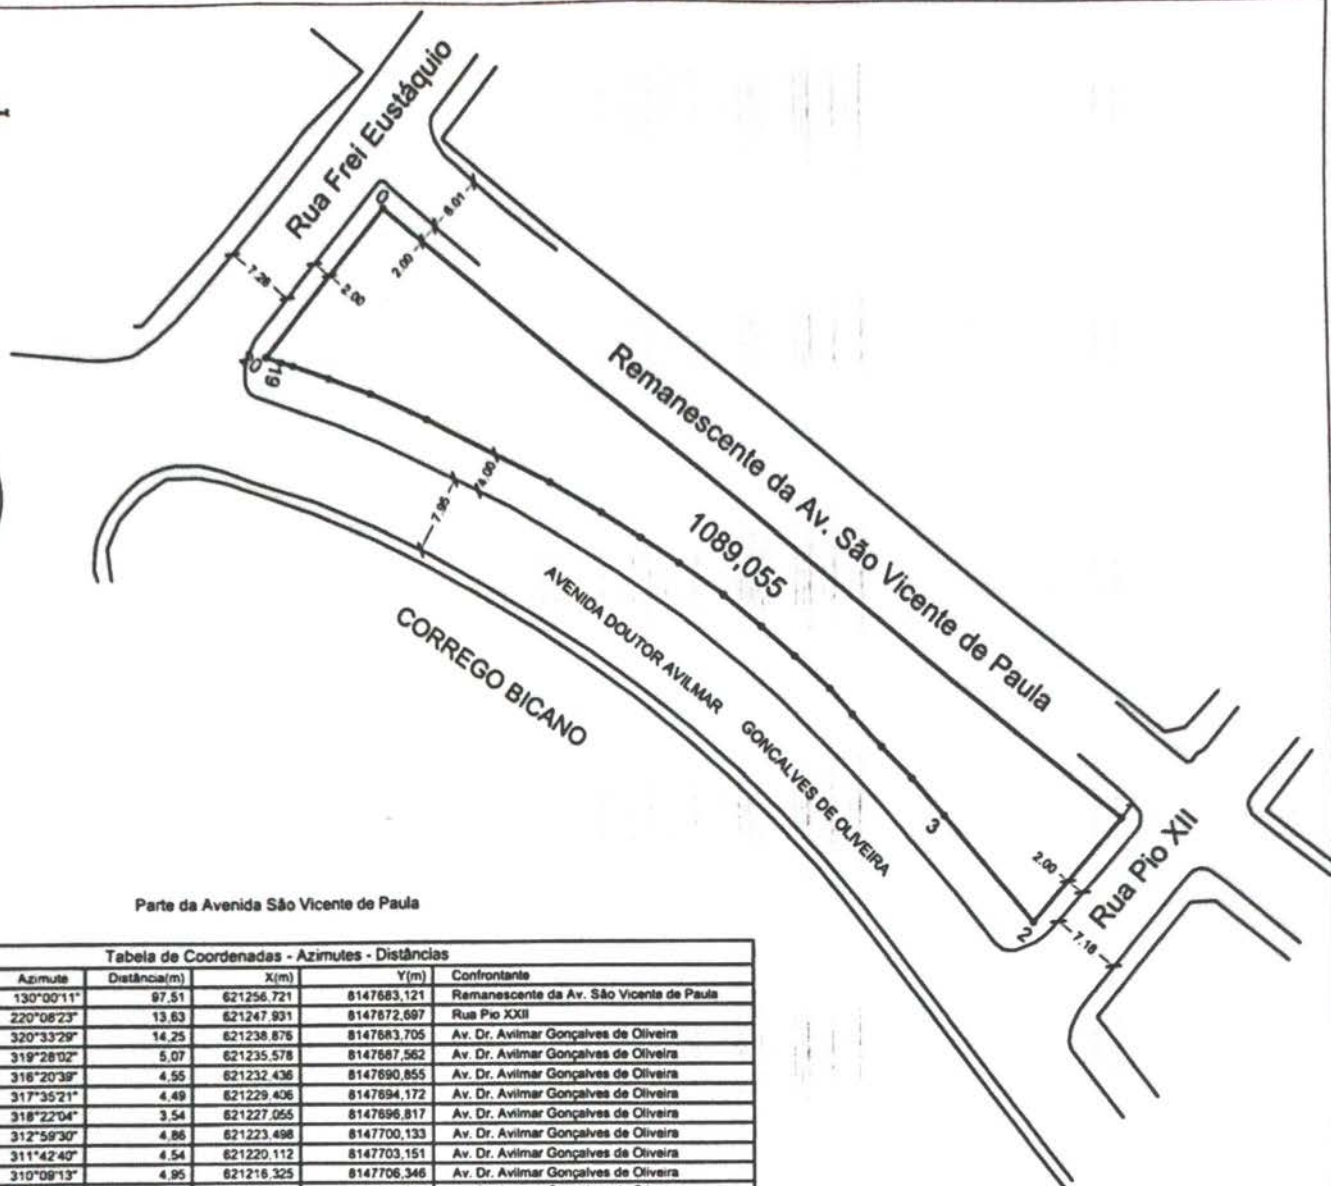 Rua Frei Eustáquio
0
6.01
2.00
7.28
2.00
19
Remanescente da Av. São Vicente de Paula
1089,055
4.00
7.95
AVENIDA DOUTOR AVILMAR GONCALVES DE OLIVEIRA
CORREGO BICANO
3
1
2.00
Rua Pio XII
2
7.18
Parte da Avenida São Vicente de Paula
Tabela de Coordenadas - Azimutes - Distâncias
Azimute Distância(m) X(m) Y(m) Confrontante
130°00'11" 97,51 621256,721 8147683,121 Remanescente da Av. São Vicente de Paula
220°08'23" 13,63 621247,931 8147672,697 Rua Pio XXII
320°33'29" 14,25 621238,876 8147683,705 Av. Dr. Avilmar Gonçalves de Oliveira
319°28'02" 5,07 621235,578 8147687,562 Av. Dr. Avilmar Gonçalves de Oliveira
316°20'39" 4,55 621232,436 8147690,855 Av. Dr. Avilmar Gonçalves de Oliveira
317°35'21" 4,49 621229,406 8147694,172 Av. Dr. Avilmar Gonçalves de Oliveira
318°22'04" 3,54 621227,055 8147696,817 Av. Dr. Avilmar Gonçalves de Oliveira
312°59'30" 4,86 621223,498 8147700,133 Av. Dr. Avilmar Gonçalves de Oliveira
311°42'40" 4,54 621220,112 8147703,151 Av. Dr. Avilmar Gonçalves de Oliveira
310°09'13" 4,95 621216,325 8147706,346 Av. Dr. Avilmar Gonçalves de Oliveira